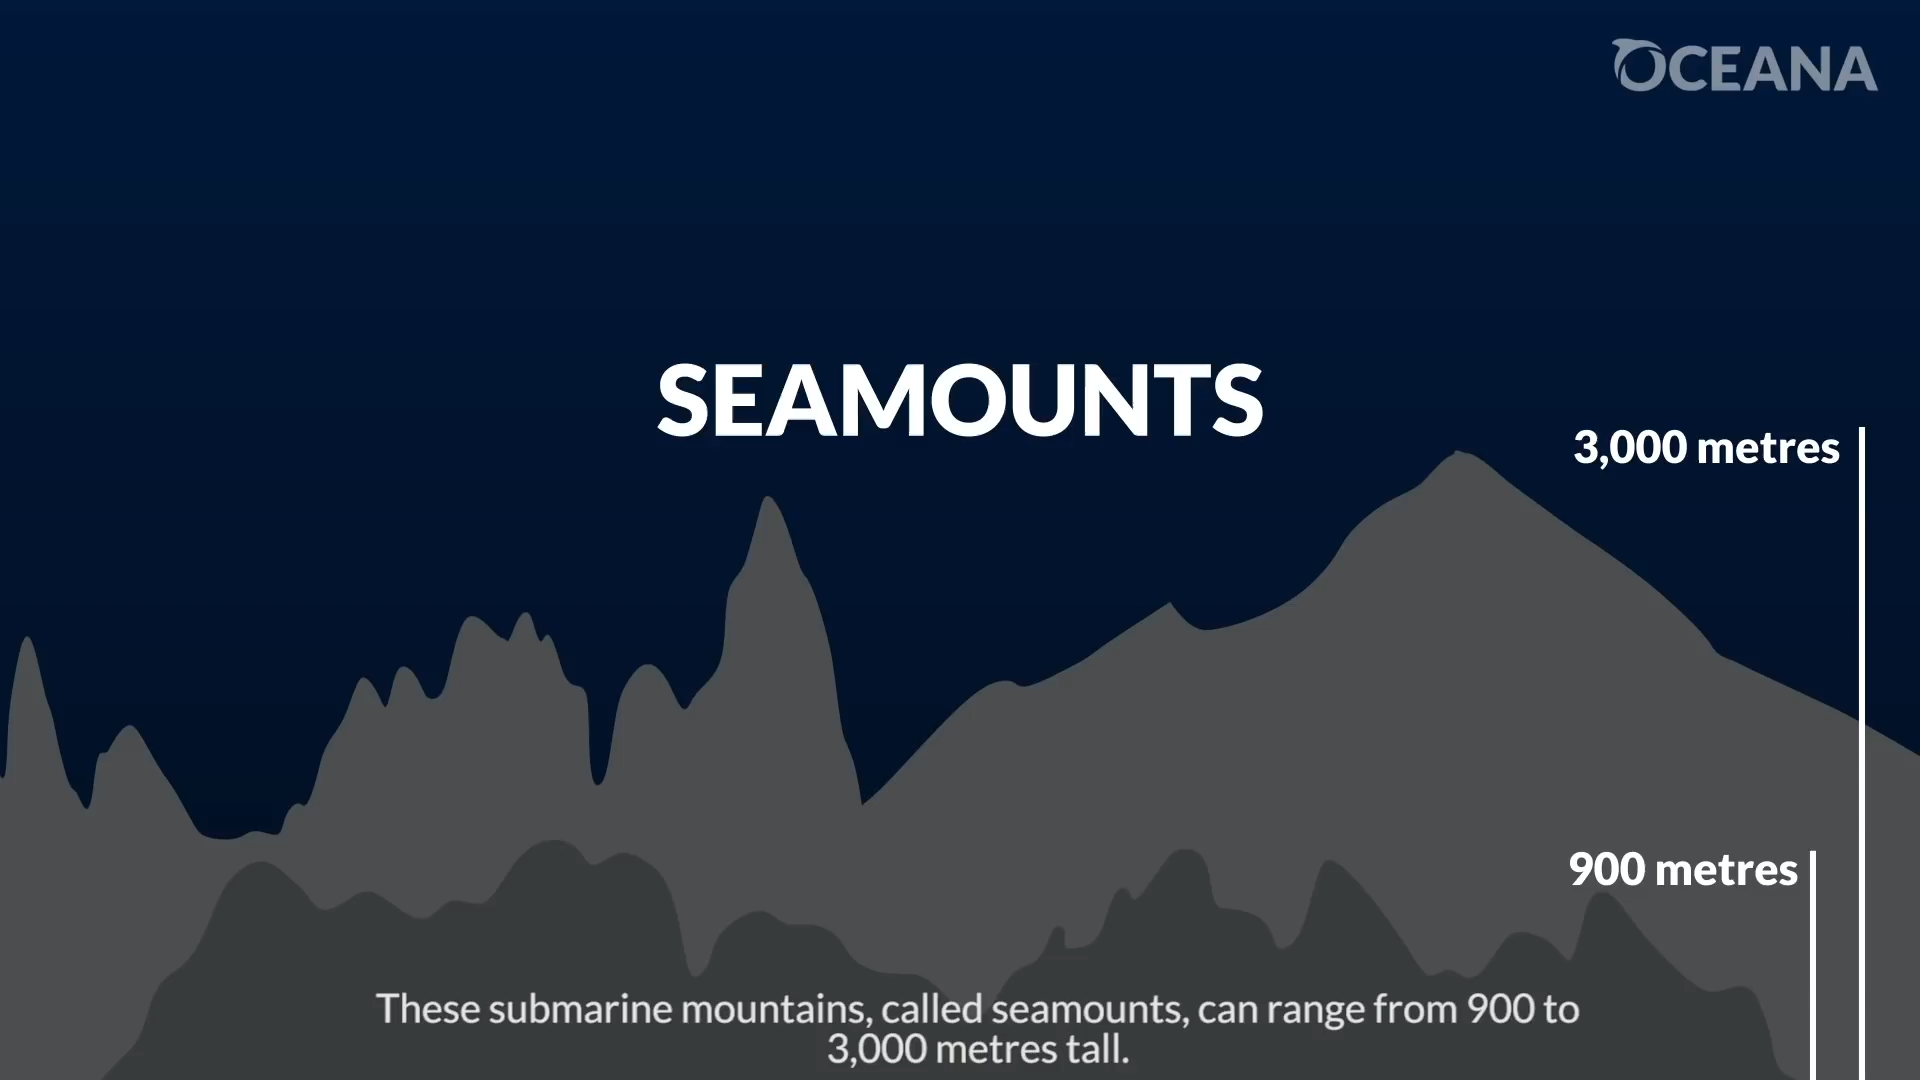 OCEANA
SEAMOUNTS
3,000 metres
900 metres
These submarine mountains, called seamounts, can range from 900 to
3,000 metres tall.